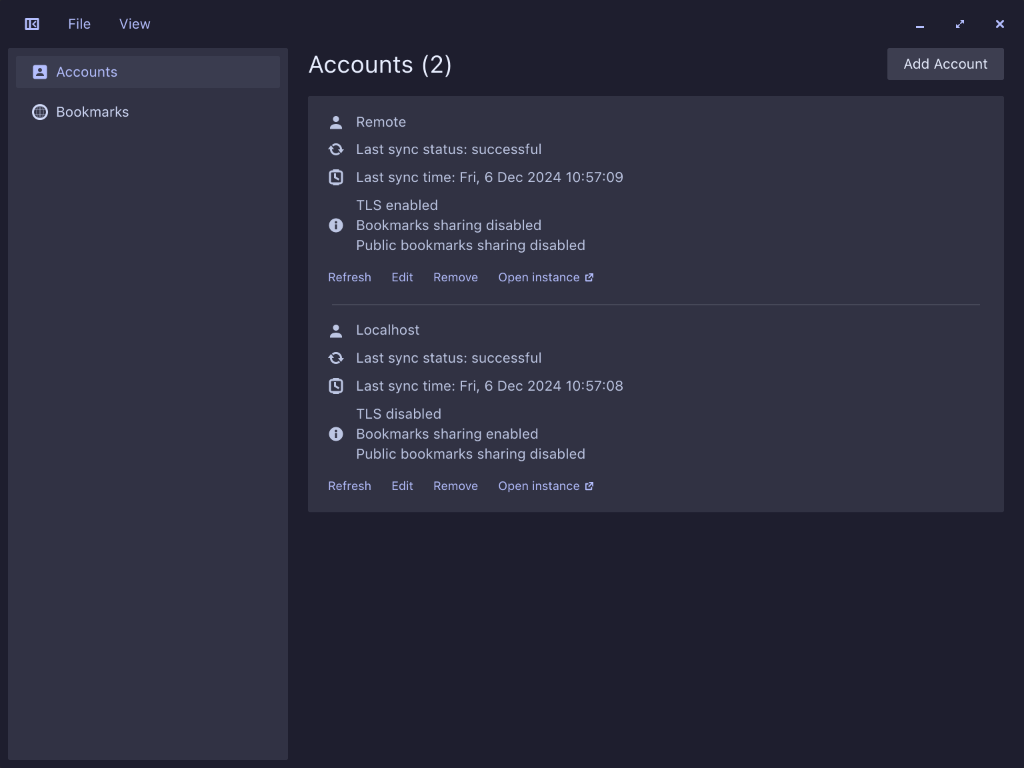 File View
Accounts
Bookmarks
Accounts (2)
Add Account
Remote
Last sync status: successful
Last sync time: Fri, 6 Dec 2024 10:57:09
TLS enabled
Bookmarks sharing disabled
Public bookmarks sharing disabled
Refresh Edit Remove Open instance
Localhost
Last sync status: successful
Last sync time: Fri, 6 Dec 2024 10:57:08
TLS disabled
Bookmarks sharing enabled
Public bookmarks sharing disabled
Refresh Edit Remove Open instance